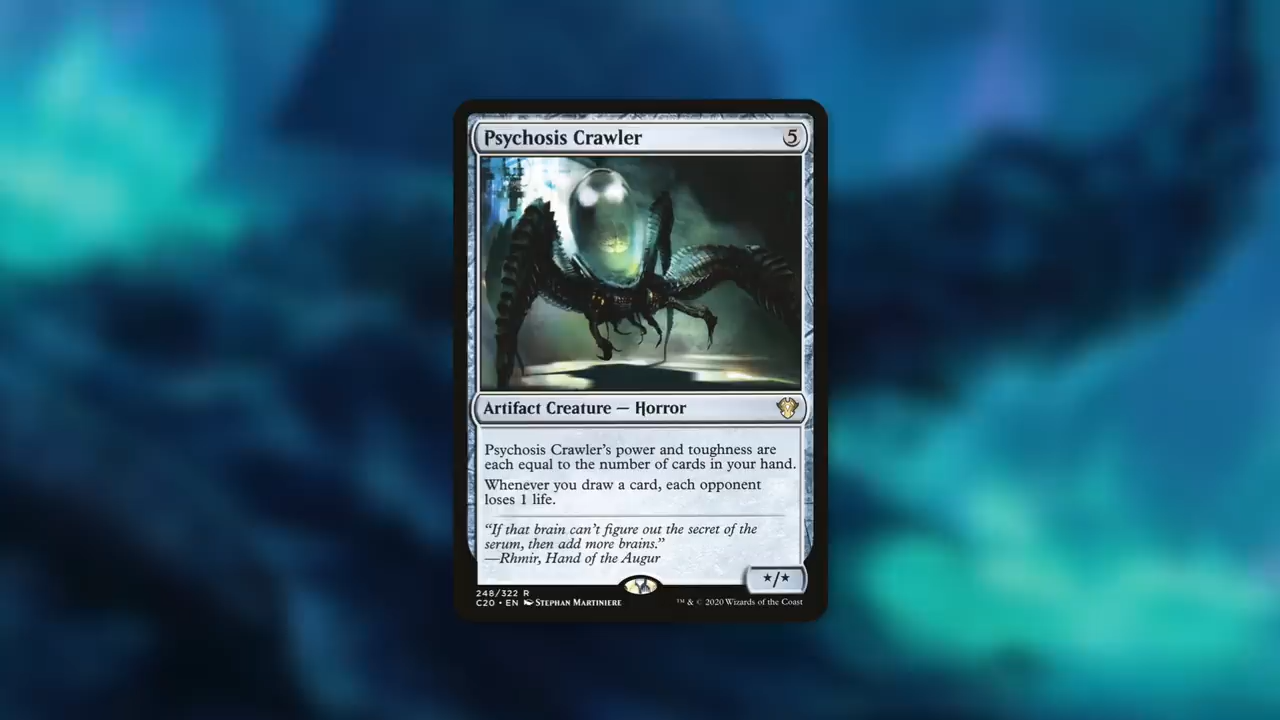 Psychosis Crawler 5
Artifact Creature — Horror
Psychosis Crawler's power and toughness are
each equal to the number of cards in your hand.
Whenever you draw a card, each opponent
loses 1 life.
"If that brain can't figure out the secret of the
serum, then add more brains."
—Rhmir, Hand of the Augur
*/*
248/322 R
C20 • EN Stephan Martiniere ™ & © 2020 Wizards of the Coast